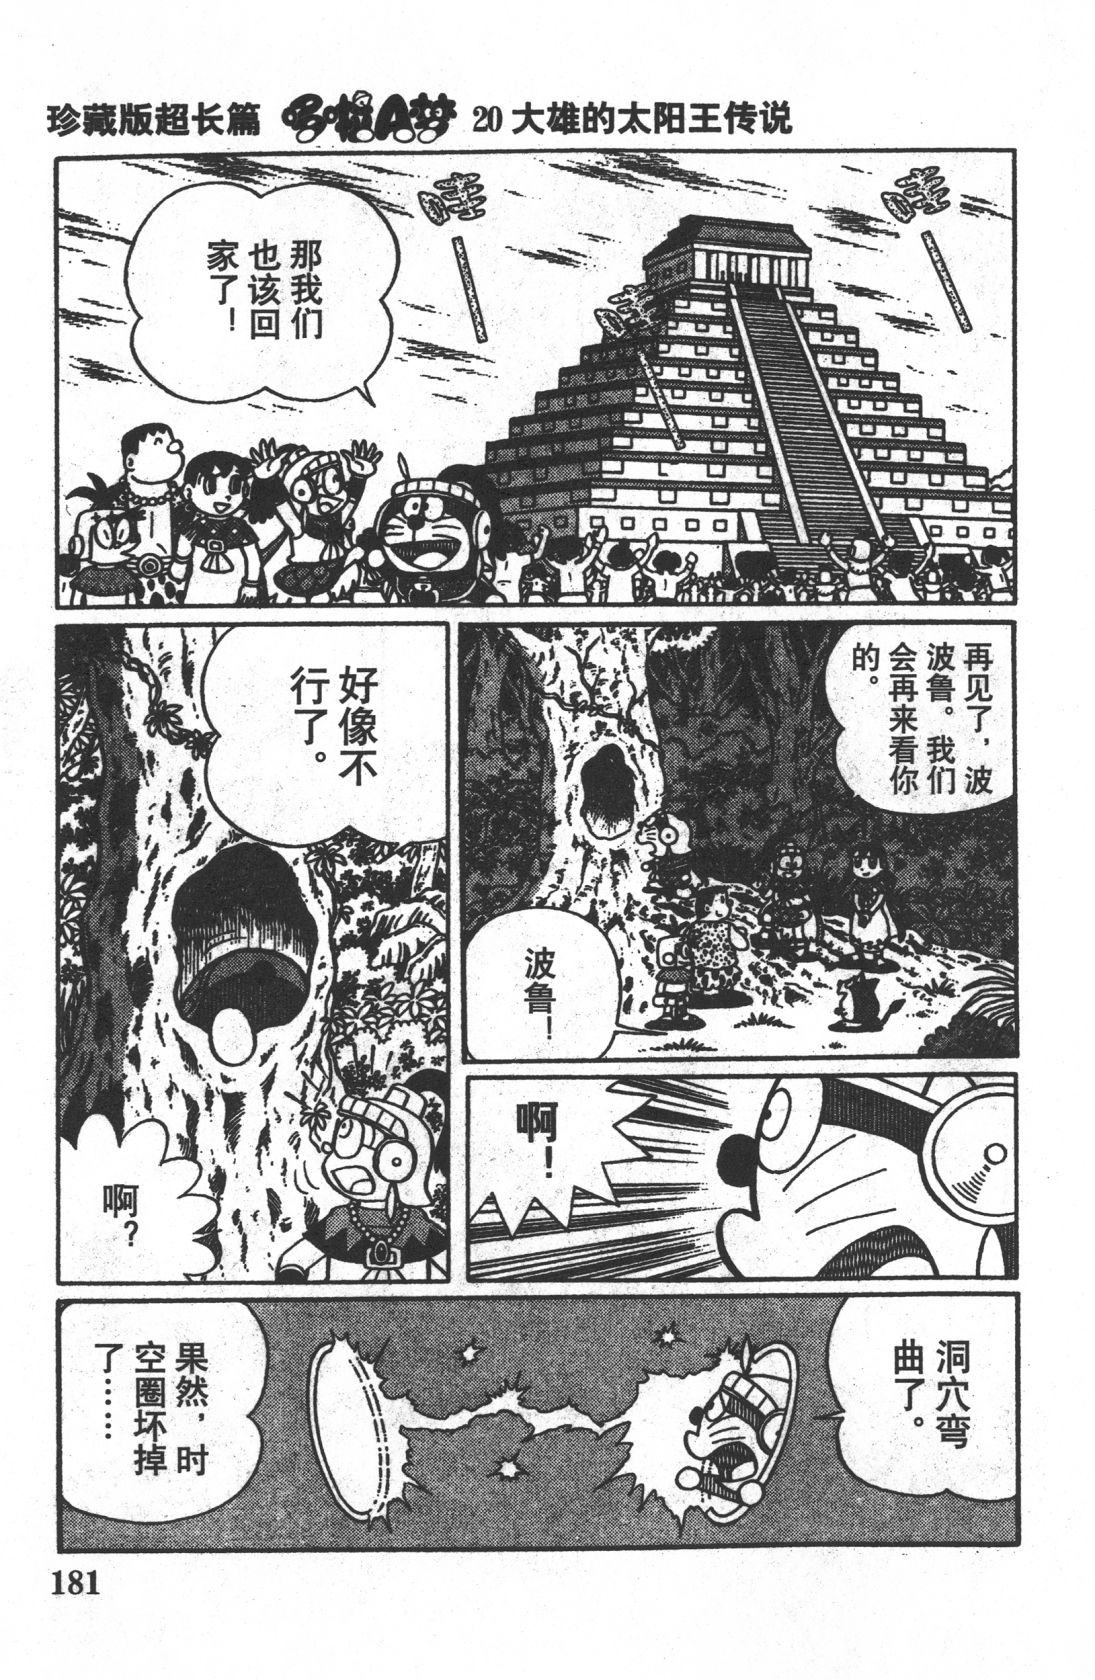 珍藏版超长篇 哆啦A梦 20 大雄的太阳王传说
哇
哇
哇
那我们
也该回
家了！
再见了，波
波鲁。我们
会再来看你
的。
波鲁！
好像不
行了。
啊？
啊！
洞穴弯
曲了。
果然，时
空圈坏掉
了……
181